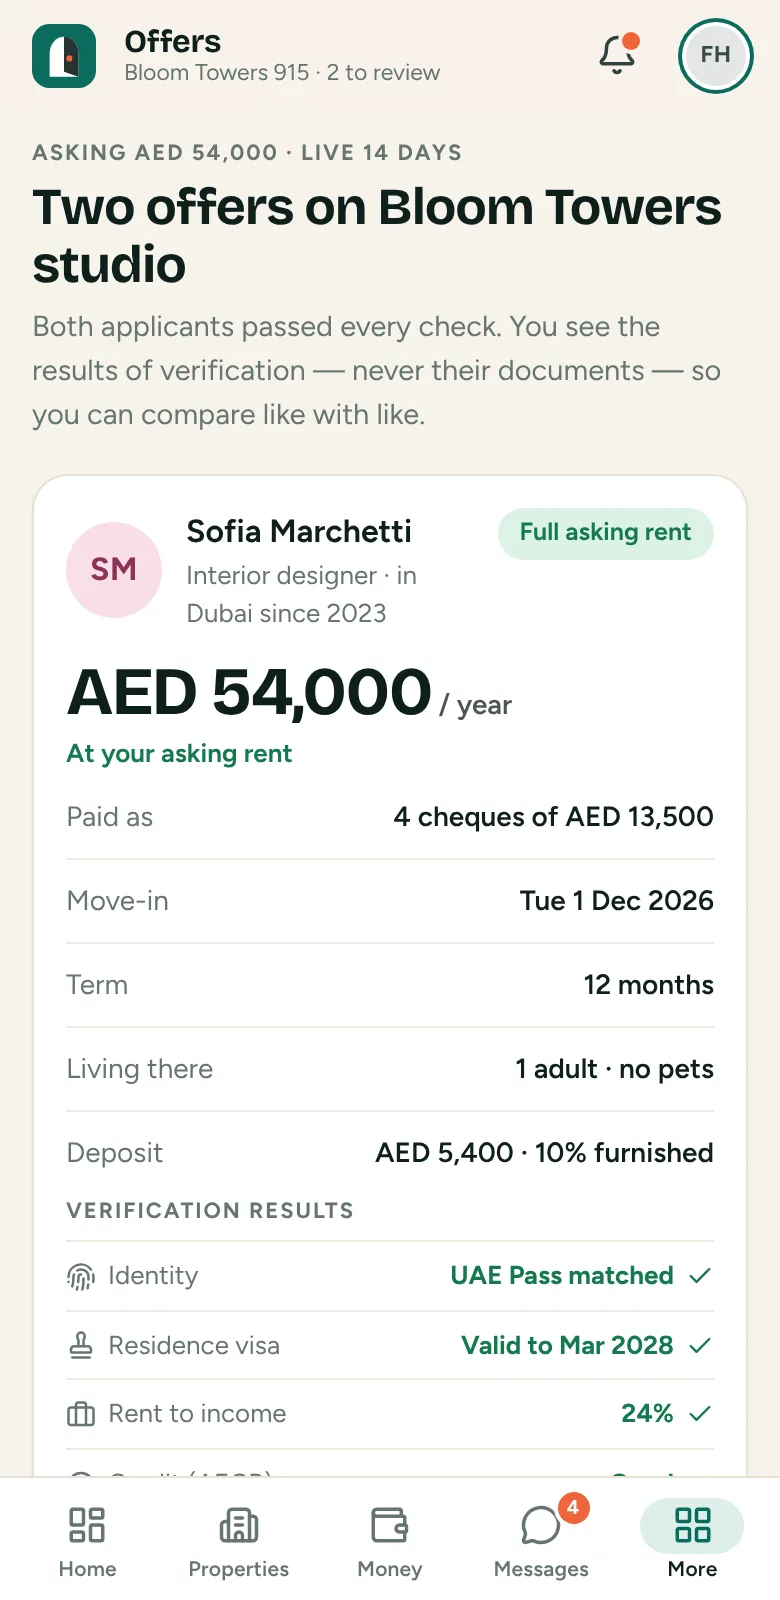 Offers
Bloom Towers 915 · 2 to review
FH
ASKING AED 54,000 · LIVE 14 DAYS
Two offers on Bloom Towers
studio
Both applicants passed every check. You see the
results of verification — never their documents — so
you can compare like with like.
SM
Sofia Marchetti
Full asking rent
Interior designer · in
Dubai since 2023
AED 54,000 / year
At your asking rent
Paid as 4 cheques of AED 13,500
Move-in Tue 1 Dec 2026
Term 12 months
Living there 1 adult · no pets
Deposit AED 5,400 · 10% furnished
VERIFICATION RESULTS
Identity UAE Pass matched
Residence visa Valid to Mar 2028
Rent to income 24%
4
Home Properties Money Messages More